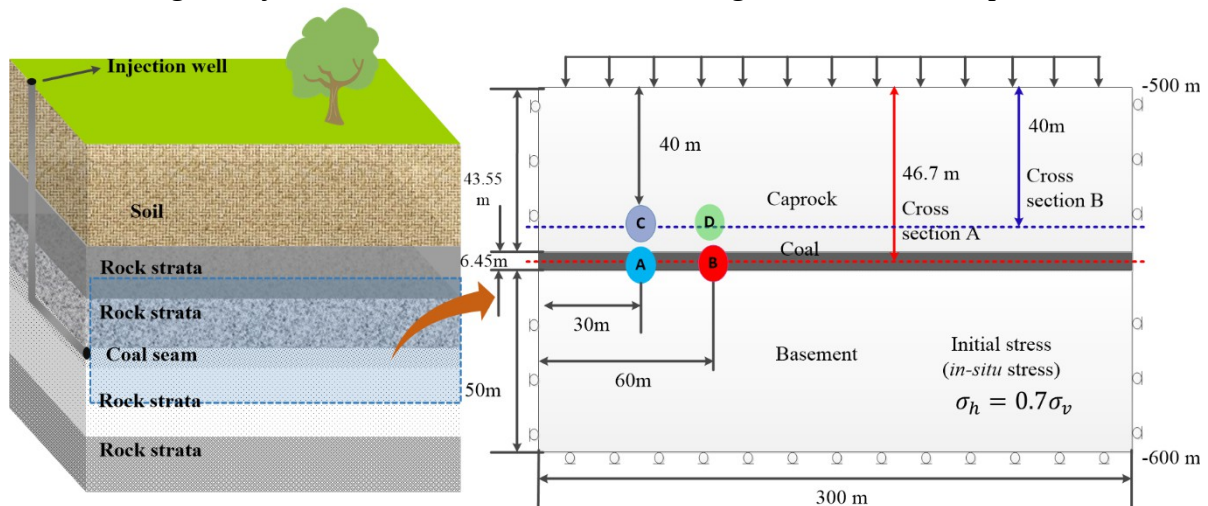 Injection well
Soil
Rock strata
Rock strata
Coal seam
Rock strata
Rock strata
-500 m
40 m
40m
46.7 m
43.55
m
Cross
section B
Caprock
Cross
section A
C
D
Coal
A
B
6.45m
30m
60m
Basement
Initial stress
(in-situ stress)
σh = 0.7σv
50m
-600 m
300 m